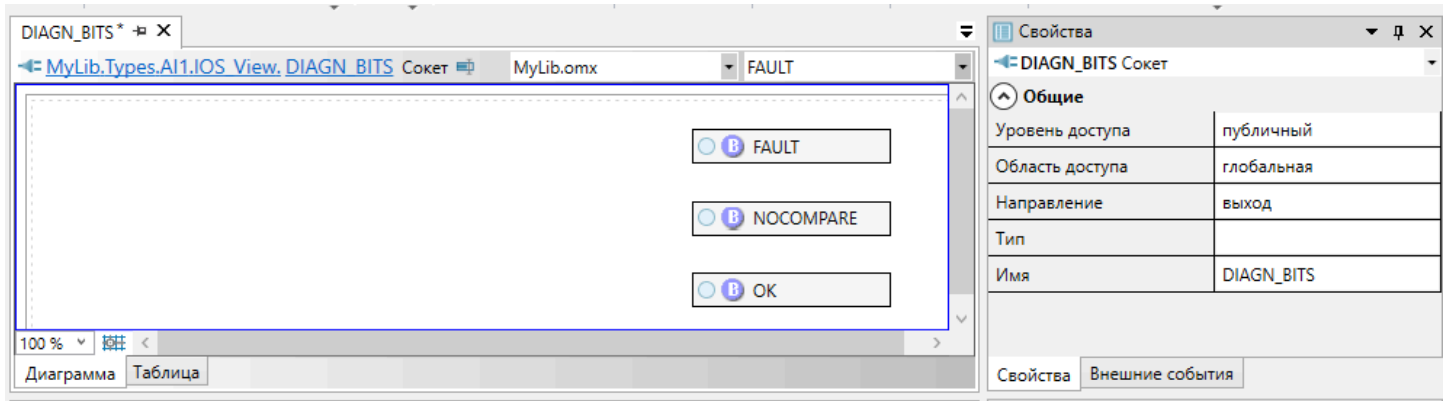 DIAGN_BITS*
MyLib.Types.AI1.IOS_View. DIAGN_BITS Сокет MyLib.omx FAULT
B FAULT
B NOCOMPARE
B OK
100 %
Диаграмма Таблица
Свойства
DIAGN_BITS Сокет
Общие
Уровень доступа публичный
Область доступа глобальная
Направление выход
Тип
Имя DIAGN_BITS
Свойства Внешние события